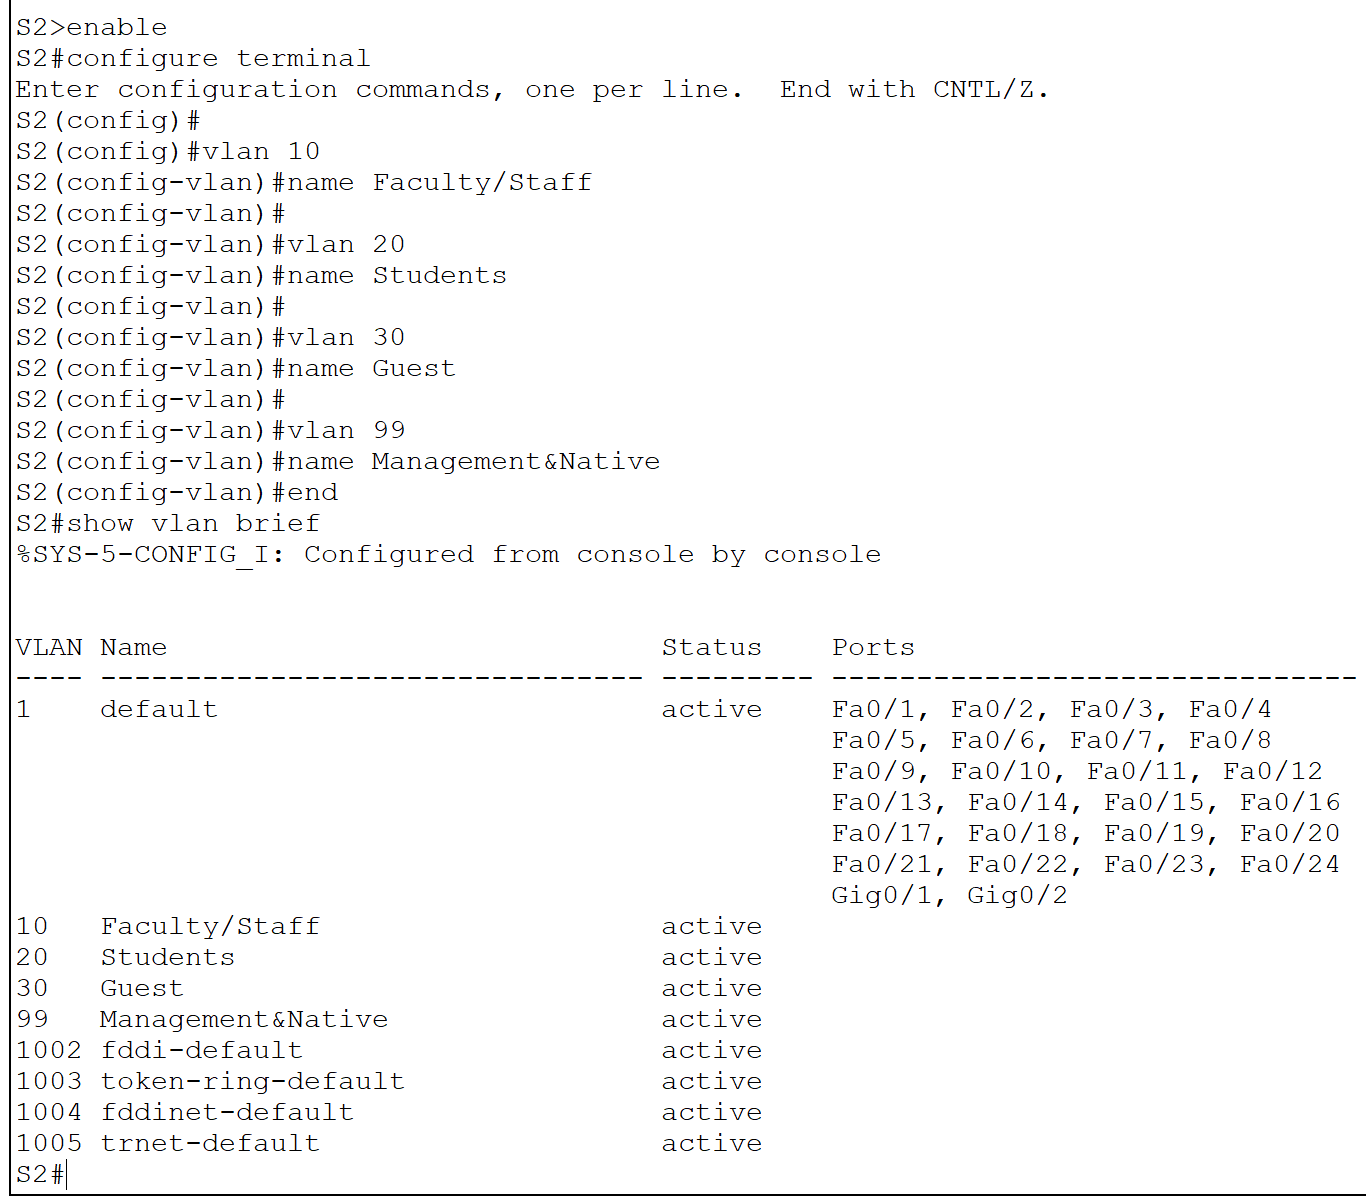 S2>enable
S2#configure terminal
Enter configuration commands, one per line.  End with CNTL/Z.
S2(config)#
S2(config)#vlan 10
S2(config-vlan)#name Faculty/Staff
S2(config-vlan)#
S2(config-vlan)#vlan 20
S2(config-vlan)#name Students
S2(config-vlan)#
S2(config-vlan)#vlan 30
S2(config-vlan)#name Guest
S2(config-vlan)#
S2(config-vlan)#vlan 99
S2(config-vlan)#name Management&Native
S2(config-vlan)#end
S2#show vlan brief
%SYS-5-CONFIG_I: Configured from console by console

VLAN Name                             Status    Ports
---- -------------------------------- --------- -------------------------------
1    default                          active    Fa0/1, Fa0/2, Fa0/3, Fa0/4
                                                Fa0/5, Fa0/6, Fa0/7, Fa0/8
                                                Fa0/9, Fa0/10, Fa0/11, Fa0/12
                                                Fa0/13, Fa0/14, Fa0/15, Fa0/16
                                                Fa0/17, Fa0/18, Fa0/19, Fa0/20
                                                Fa0/21, Fa0/22, Fa0/23, Fa0/24
                                                Gig0/1, Gig0/2
10   Faculty/Staff                    active
20   Students                         active
30   Guest                            active
99   Management&Native                active
1002 fddi-default                     active
1003 token-ring-default               active
1004 fddinet-default                  active
1005 trnet-default                    active
S2#